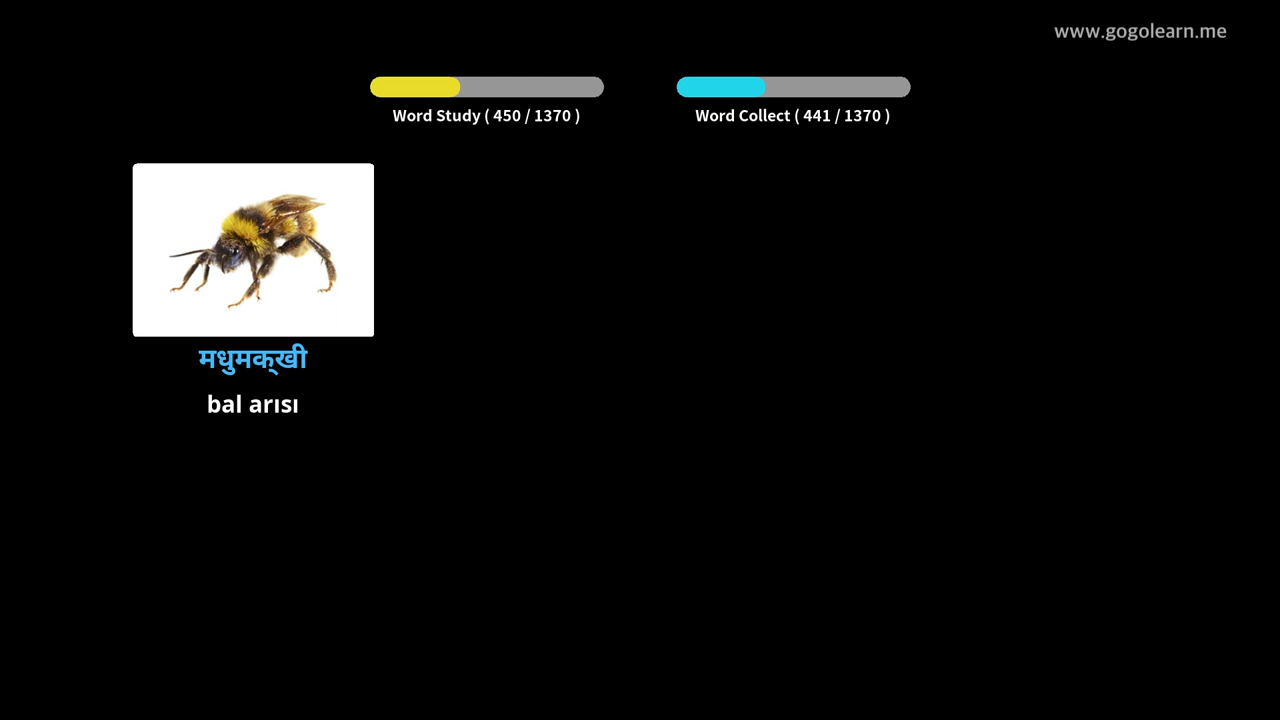 www.gogolearn.me
Word Study ( 450 / 1370 )
Word Collect ( 441 / 1370 )
मधुमक्खी
bal arısı